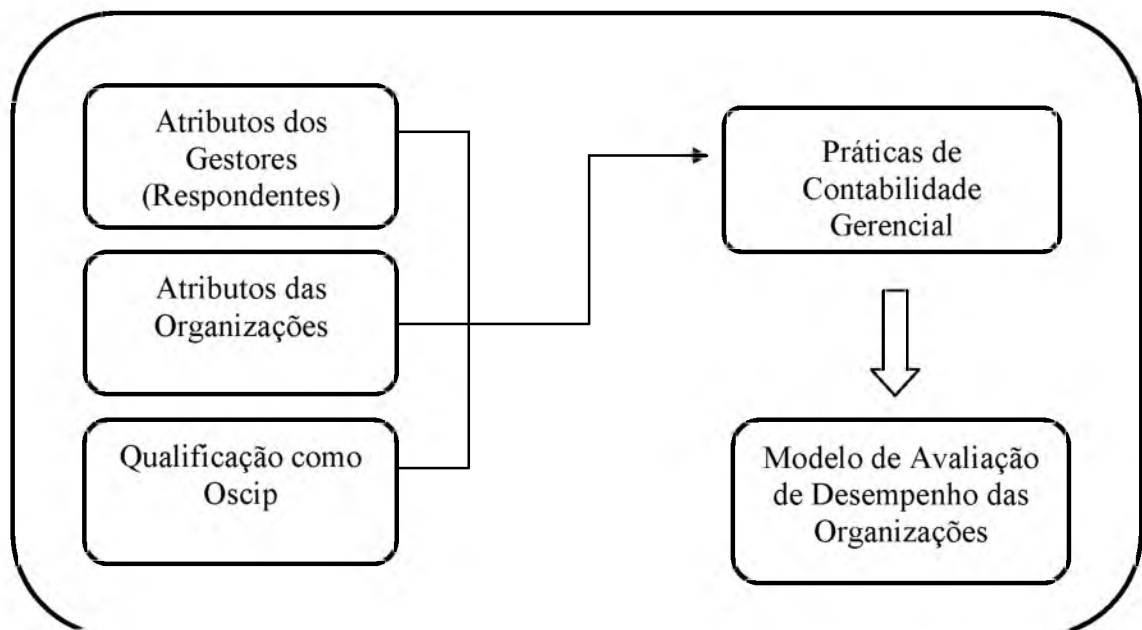 Atributos dos
Gestores
(Respondentes)
Atributos das
Organizações
Qualificação como
Oscip
Práticas de
Contabilidade
Gerencial
Modelo de Avaliação
de Desempenho das
Organizações